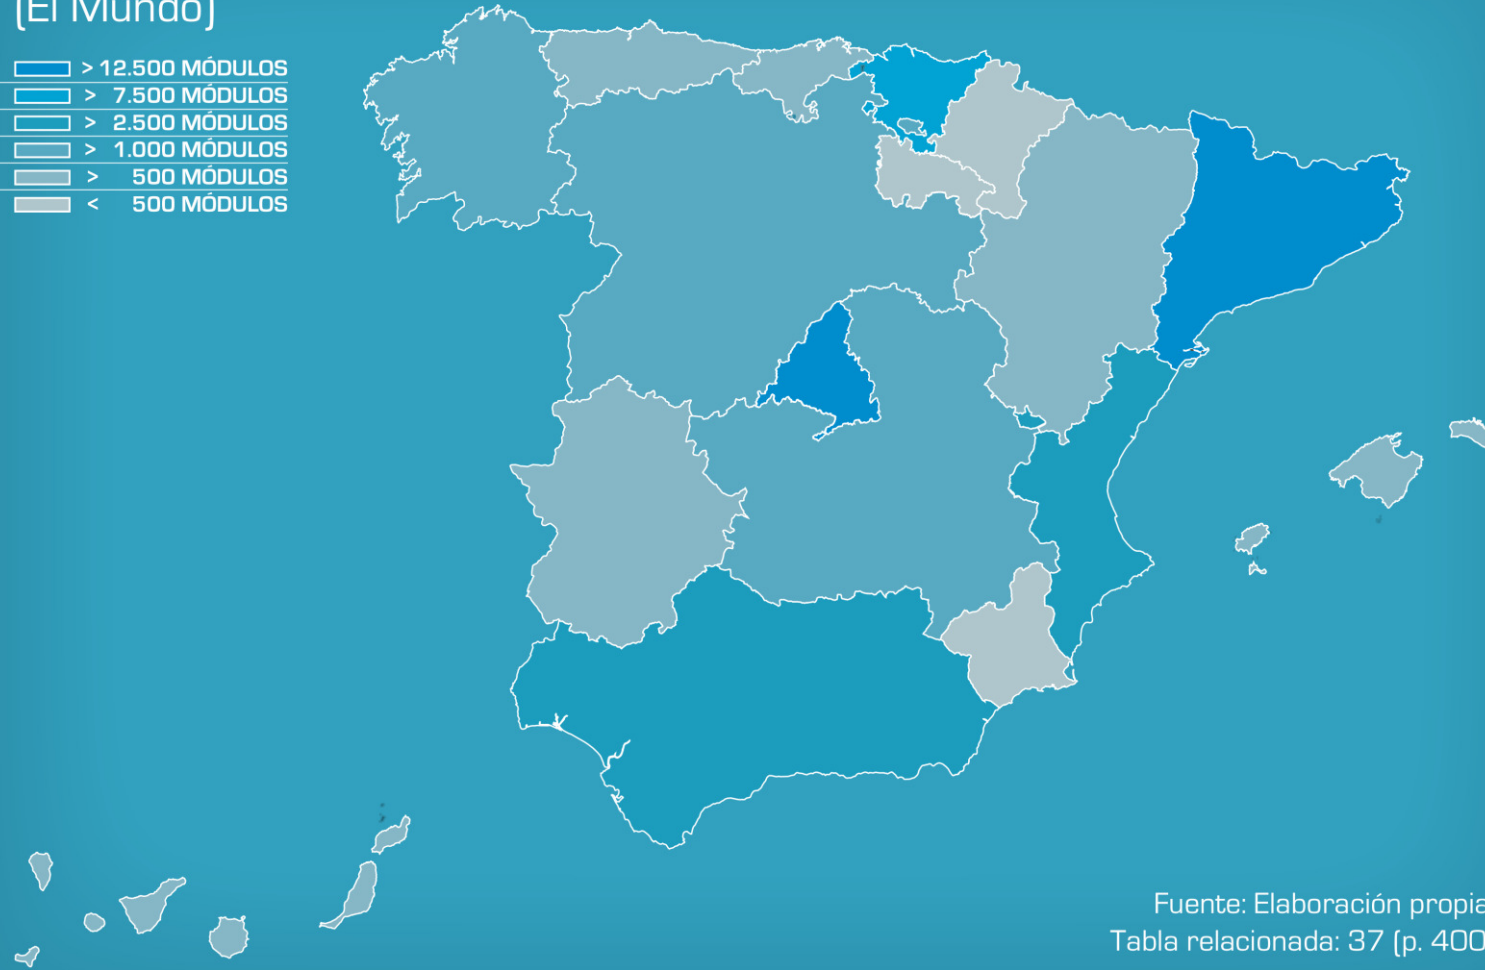 (El Mundo)
> 12.500 MÓDULOS
> 7.500 MÓDULOS
> 2.500 MÓDULOS
> 1.000 MÓDULOS
> 500 MÓDULOS
< 500 MÓDULOS
Fuente: Elaboración propia
Tabla relacionada: 37 (p. 400